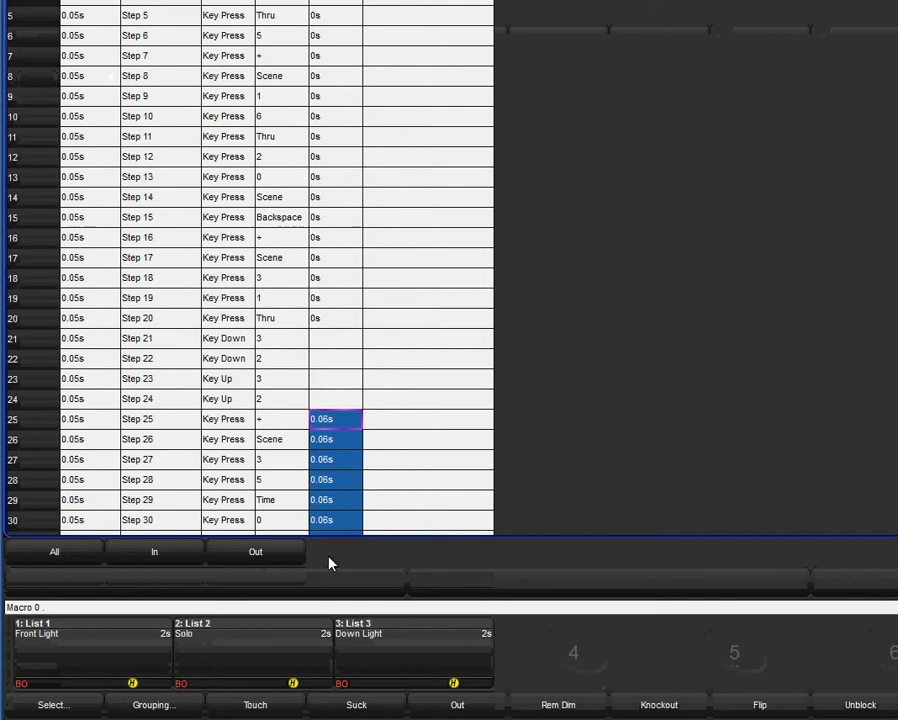 5 0.05s Step 5 Key Press Thru 0s
6 0.05s Step 6 Key Press 5 0s
7 0.05s Step 7 Key Press + 0s
8 0.05s Step 8 Key Press Scene 0s
9 0.05s Step 9 Key Press 1 0s
10 0.05s Step 10 Key Press 6 0s
11 0.05s Step 11 Key Press Thru 0s
12 0.05s Step 12 Key Press 2 0s
13 0.05s Step 13 Key Press 0 0s
14 0.05s Step 14 Key Press Scene 0s
15 0.05s Step 15 Key Press Backspace 0s
16 0.05s Step 16 Key Press + 0s
17 0.05s Step 17 Key Press Scene 0s
18 0.05s Step 18 Key Press 3 0s
19 0.05s Step 19 Key Press 1 0s
20 0.05s Step 20 Key Press Thru 0s
21 0.05s Step 21 Key Down 3
22 0.05s Step 22 Key Down 2
23 0.05s Step 23 Key Up 3
24 0.05s Step 24 Key Up 2
25 0.05s Step 25 Key Press + 0.06s
26 0.05s Step 26 Key Press Scene 0.06s
27 0.05s Step 27 Key Press 3 0.06s
28 0.05s Step 28 Key Press 5 0.06s
29 0.05s Step 29 Key Press Time 0.06s
30 0.05s Step 30 Key Press 0 0.06s
All In Out
Macro 0 .
1: List 1 2: List 2 3: List 3
Front Light 2s Solo 2s Down Light 2s
4 5 6
BO H BO H BO H
Select... Grouping... Touch Suck Out Rem Dim Knockout Flip Unblock